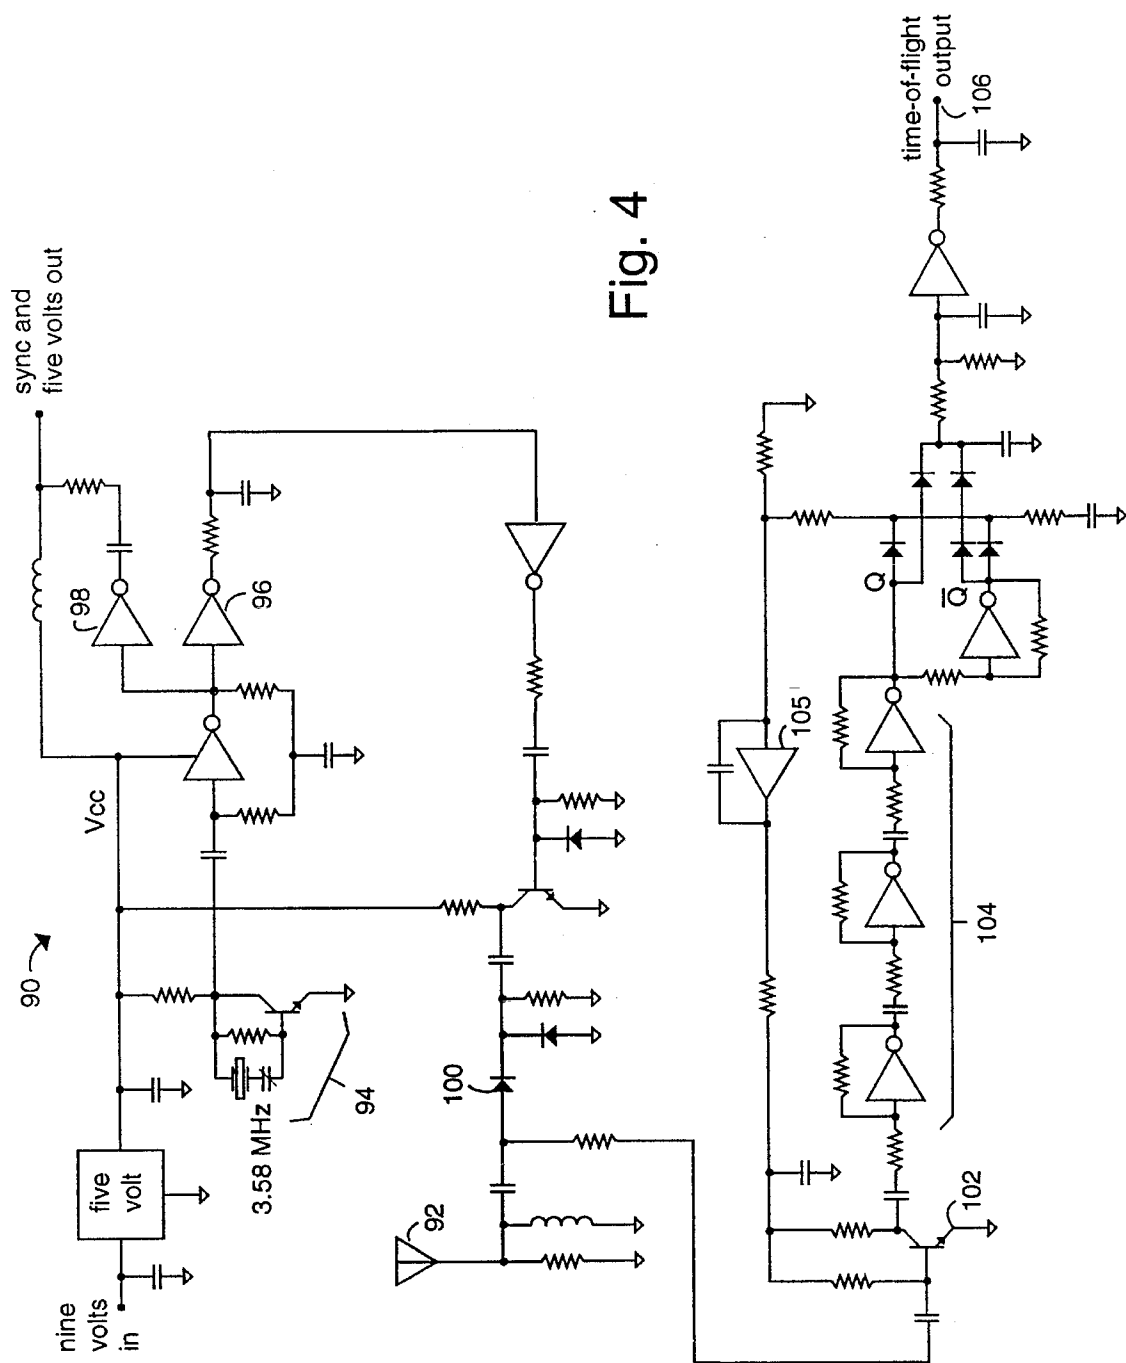 nine
volts
in
five
volt
90
Vcc
sync and
five volts out
98
96
3.58 MHz
94
92
100
Fig. 4
105
102
104
Q
Q̅
time-of-flight
output
106